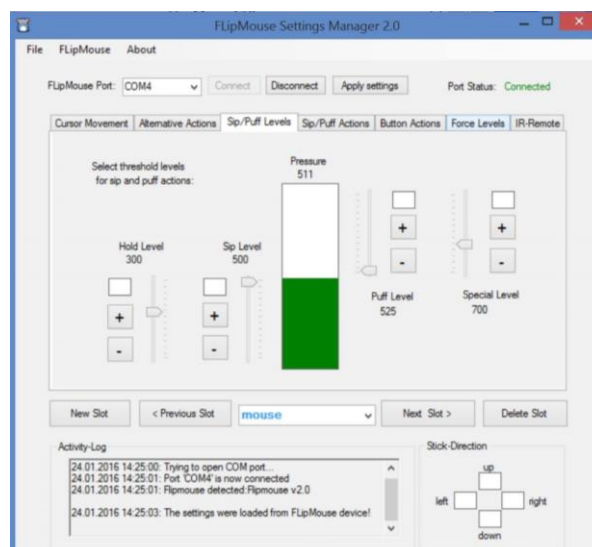 FLipMouse Settings Manager 2.0
File FLipMouse About
FLipMouse Port: COM4 Connect Disconnect Apply settings Port Status: Connected
Cursor Movement Alternative Actions Sip/Puff Levels Sip/Puff Actions Button Actions Force Levels IR-Remote
Select threshold levels
for sip and puff actions:
Pressure
511
+ -
+ -
Hold Level
300
Sip Level
500
+ -
+ -
Puff Level
525
Special Level
700
New Slot < Previous Slot mouse Next Slot > Delete Slot
Activity-Log
24.01.2016 14:25:00: Trying to open COM port...
24.01.2016 14:25:01: Port 'COM4' is now connected
24.01.2016 14:25:01: Flipmouse detected:Flipmouse v2.0
24.01.2016 14:25:03: The settings were loaded from FLipMouse device!
Stick-Direction
up
left right
down